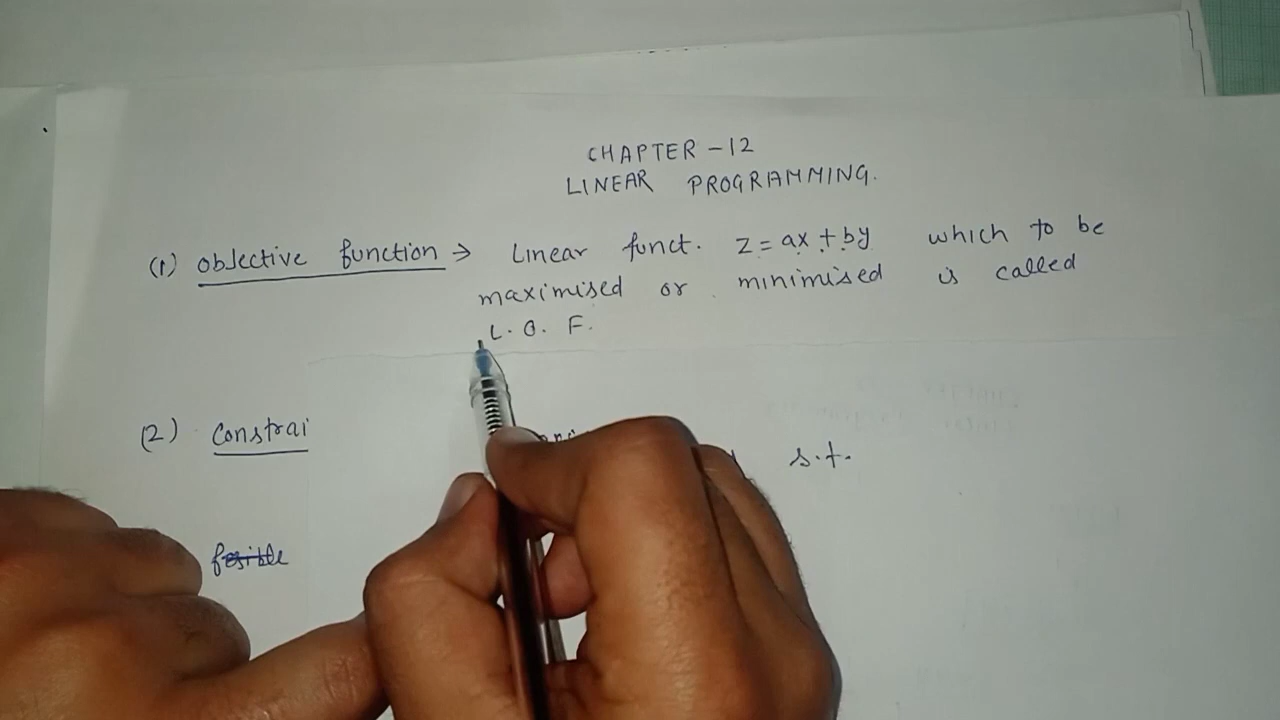 CHAPTER - 12
LINEAR PROGRAMMING.
(1) Objective function → Linear funct. Z = ax + by which to be
maximised or minimised is called
L. O. F.
(2) Constrai s.t.
fesible